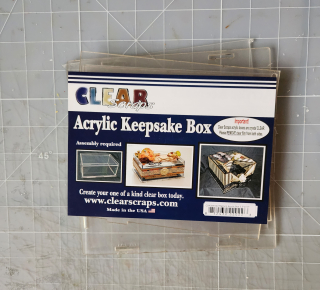 CLEAR
scraps
important!
Acrylic Keepsake Box
Assembly required
Create your one of a kind clear box today.
www.clearscraps.com
Made in the USA
45°